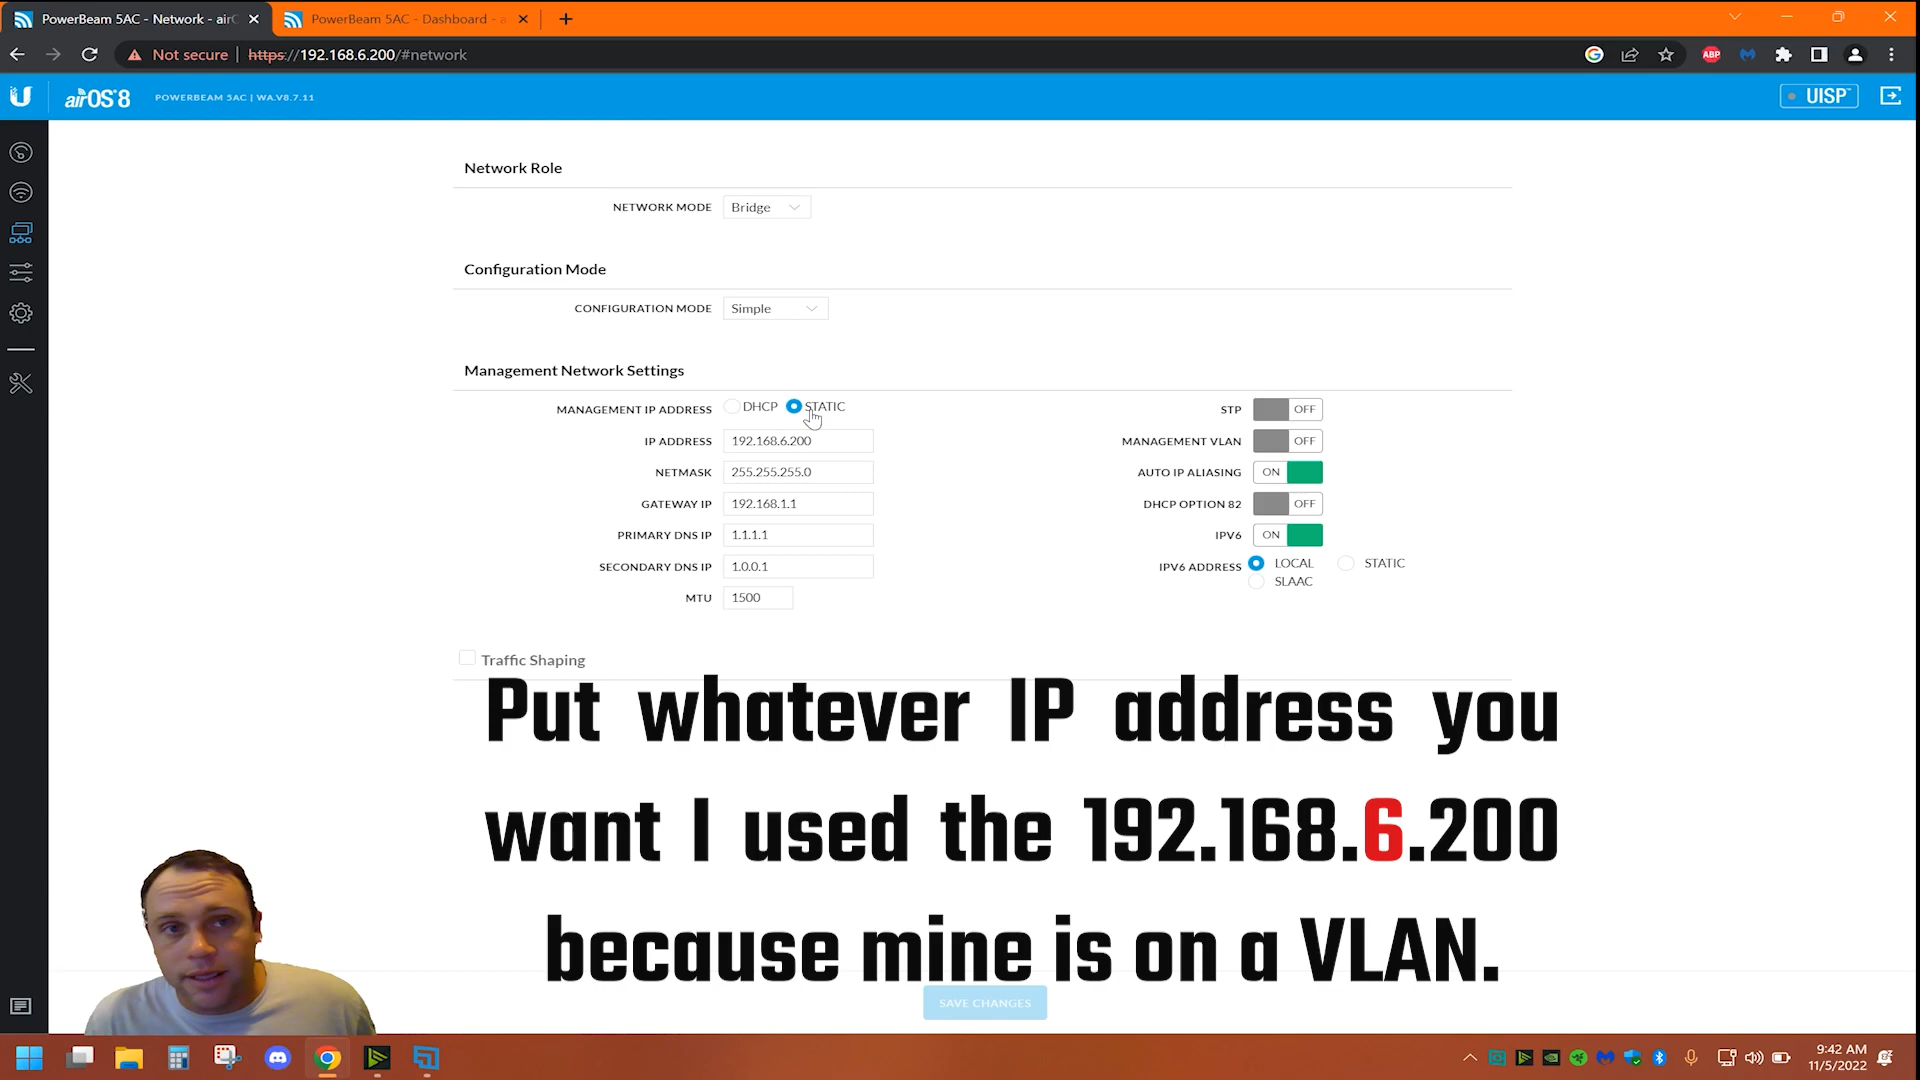 PowerBeam 5AC - Network - airO
PowerBeam 5AC - Dashboard - a
Not secure
https://192.168.6.200/#network
ABP
airOS 8
POWERBEAM 5AC | WA.V8.7.11
UISP
Network Role
NETWORK MODE Bridge
Configuration Mode
CONFIGURATION MODE Simple
Management Network Settings
MANAGEMENT IP ADDRESS DHCP STATIC
IP ADDRESS 192.168.6.200
NETMASK 255.255.255.0
GATEWAY IP 192.168.1.1
PRIMARY DNS IP 1.1.1.1
SECONDARY DNS IP 1.0.0.1
MTU 1500
STP OFF
MANAGEMENT VLAN OFF
AUTO IP ALIASING ON
DHCP OPTION 82 OFF
IPV6 ON
IPV6 ADDRESS LOCAL STATIC
SLAAC
Traffic Shaping
Put whatever IP address you
want I used the 192.168.6.200
because mine is on a VLAN.
SAVE CHANGES
9:42 AM
11/5/2022